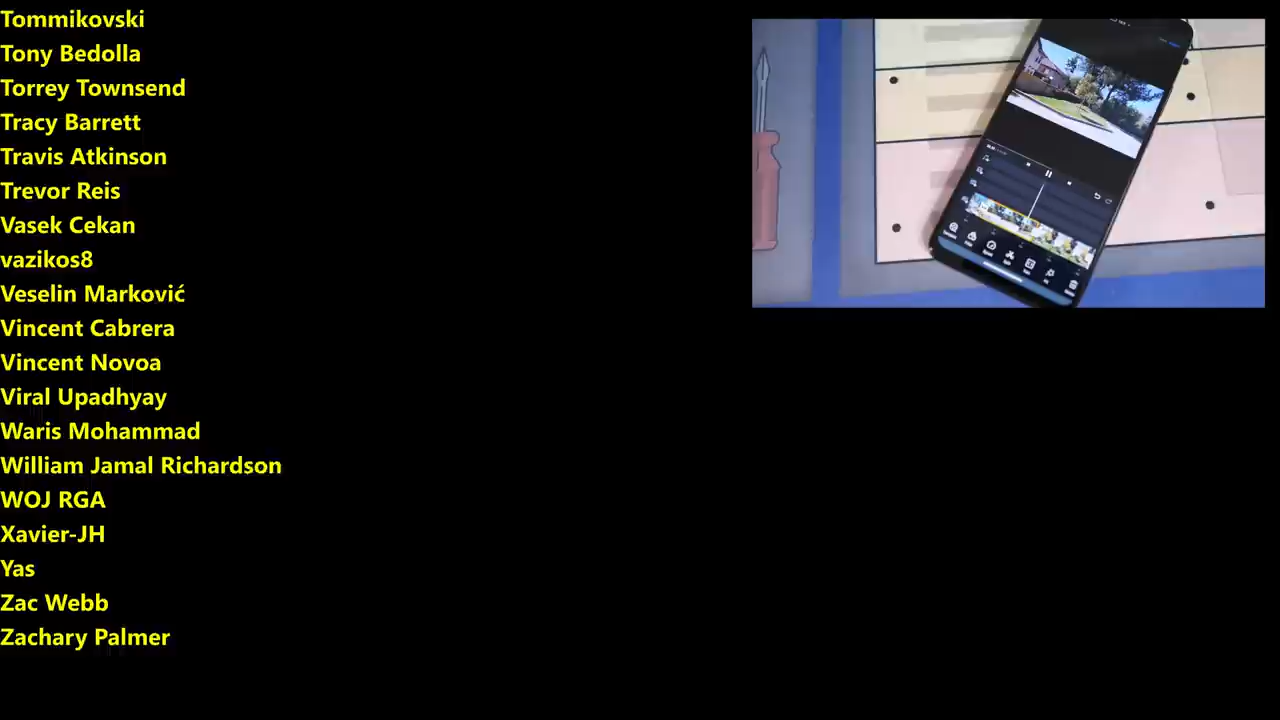 Tommikovski
Tony Bedolla
Torrey Townsend
Tracy Barrett
Travis Atkinson
Trevor Reis
Vasek Cekan
vazikos8
Veselin Marković
Vincent Cabrera
Vincent Novoa
Viral Upadhyay
Waris Mohammad
William Jamal Richardson
WOJ RGA
Xavier-JH
Yas
Zac Webb
Zachary Palmer